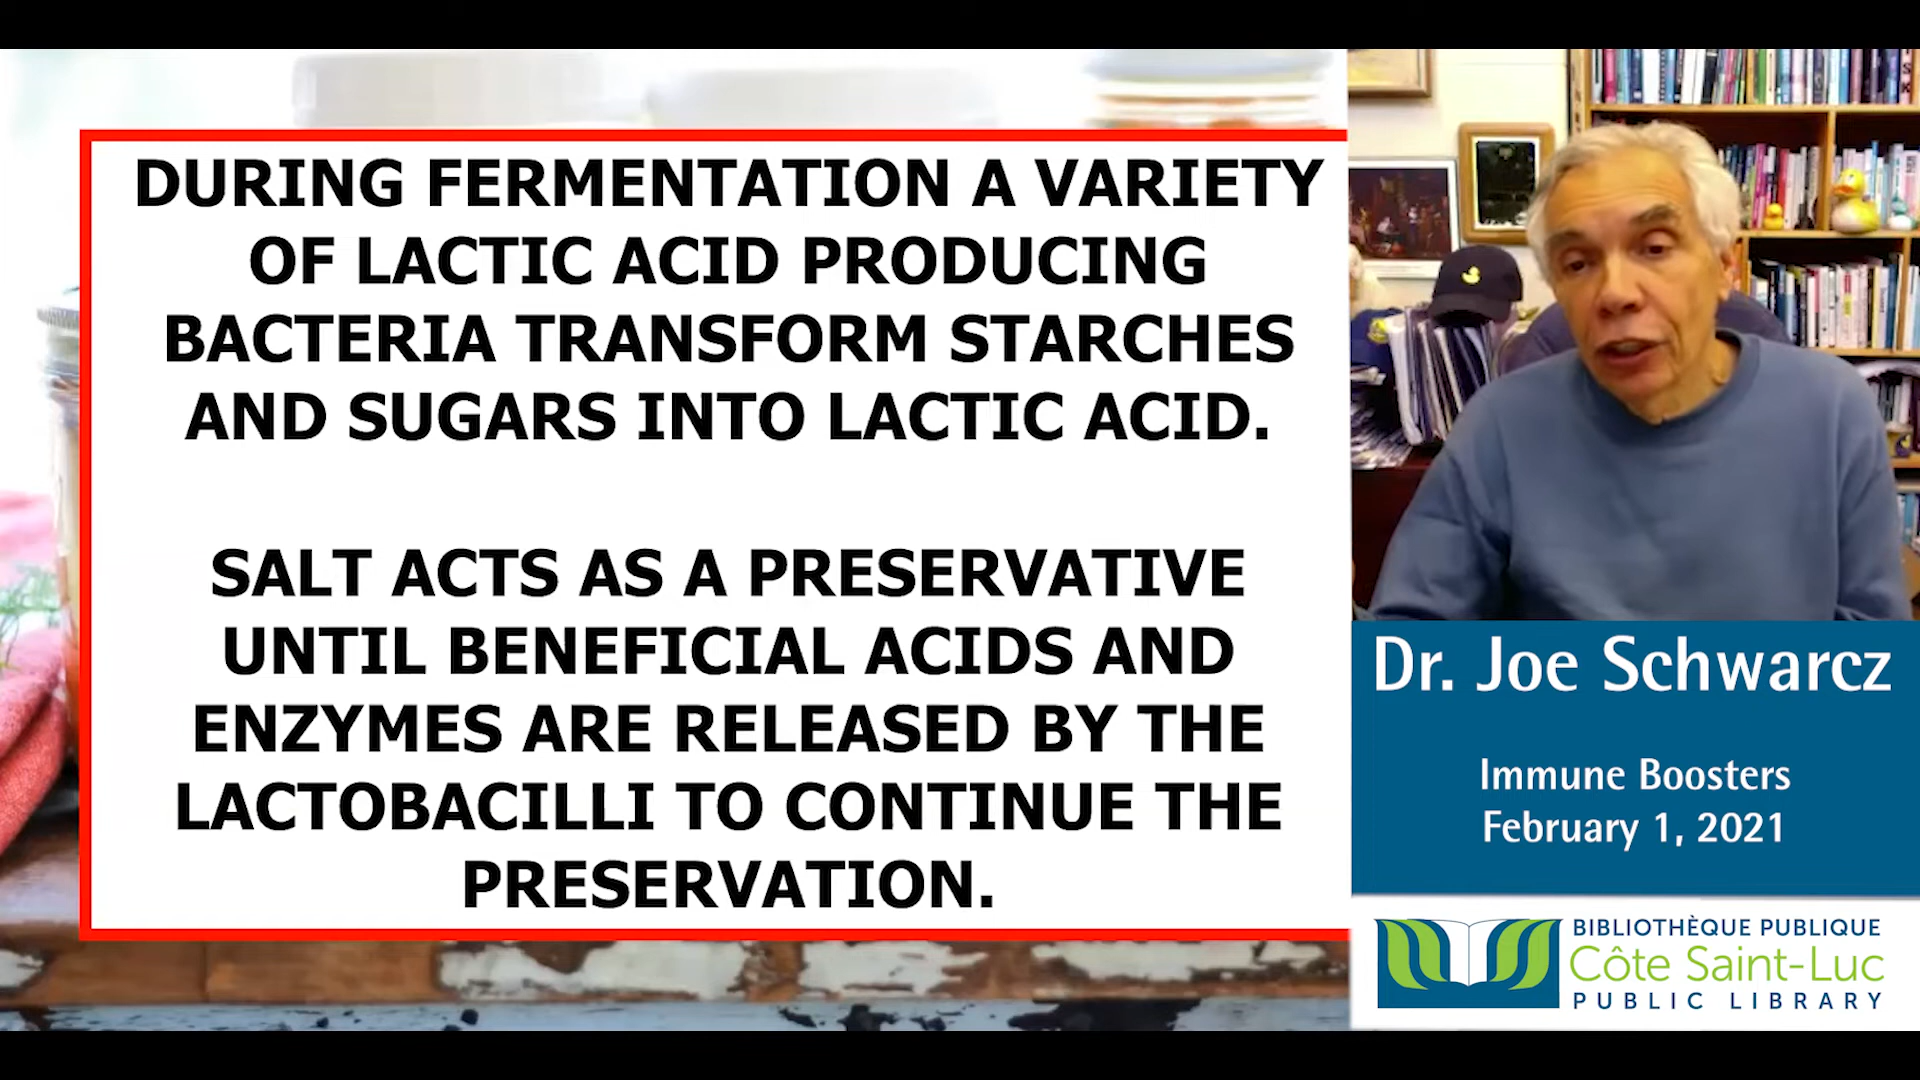 DURING FERMENTATION A VARIETY
OF LACTIC ACID PRODUCING
BACTERIA TRANSFORM STARCHES
AND SUGARS INTO LACTIC ACID.
SALT ACTS AS A PRESERVATIVE
UNTIL BENEFICIAL ACIDS AND
ENZYMES ARE RELEASED BY THE
LACTOBACILLI TO CONTINUE THE
PRESERVATION.
Dr. Joe Schwarcz
Immune Boosters
February 1, 2021
BIBLIOTHÈQUE PUBLIQUE
Côte Saint-Luc
PUBLIC LIBRARY